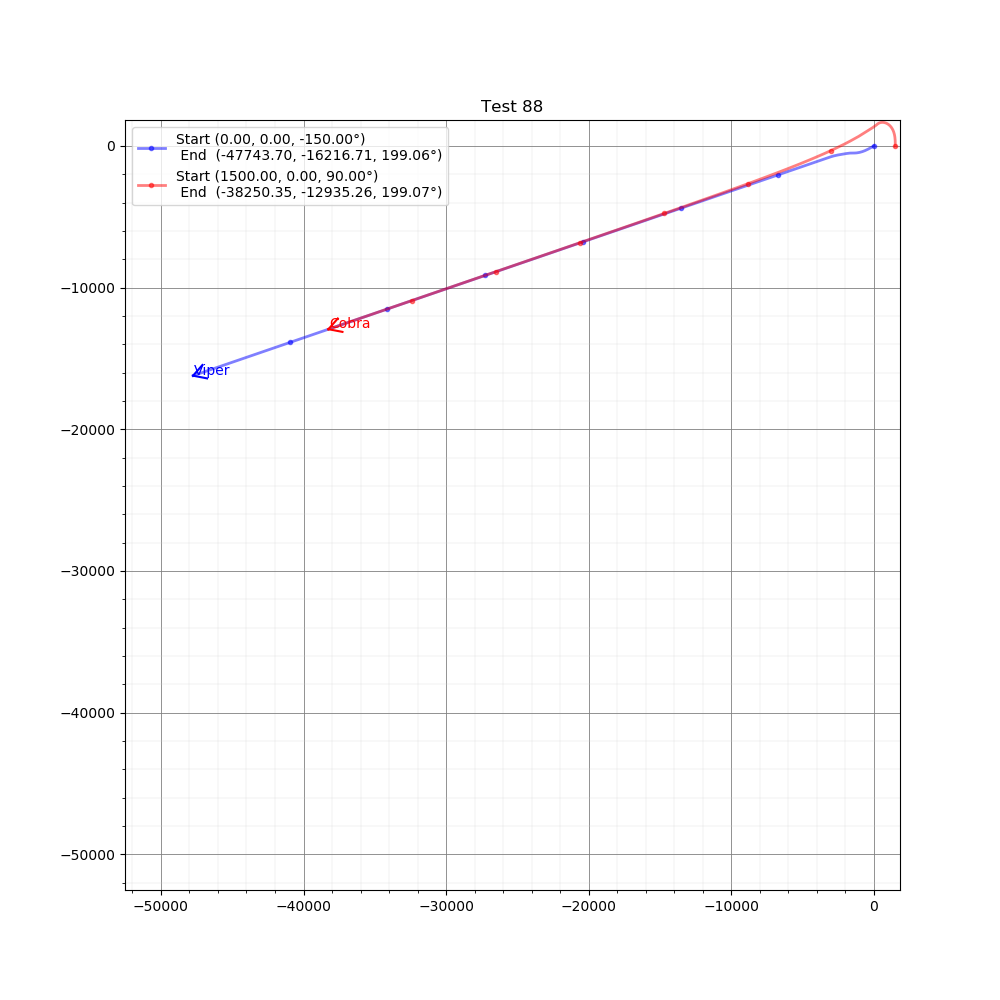 Test 88
Start (0.00, 0.00, -150.00°)
End  (-47743.70, -16216.71, 199.06°)
Start (1500.00, 0.00, 90.00°)
End  (-38250.35, -12935.26, 199.07°)
0
−10000
−20000
−30000
−40000
−50000
Cobra
Viper
−50000
−40000
−30000
−20000
−10000
0